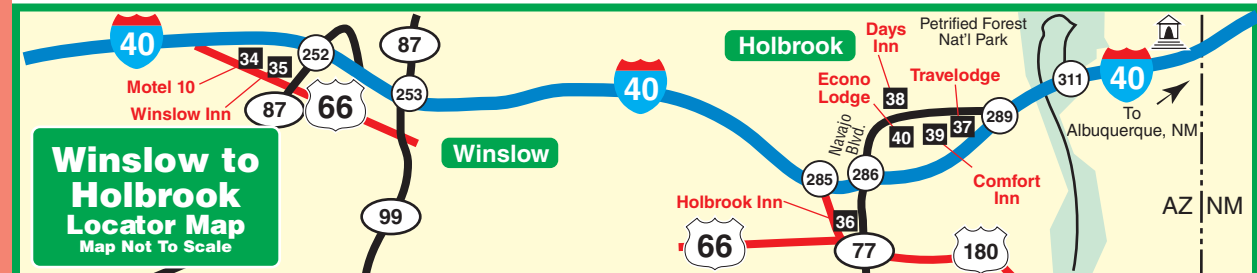 40
87
252
34
35
Motel 10
Winslow Inn
87
66
253
Winslow
Winslow to
Holbrook
Locator Map
Map Not To Scale
99
40
Holbrook
Days
Inn
Petrified Forest
Nat'l Park
Econo
Lodge
Travelodge
38
40
39
37
289
311
40
To
Albuquerque, NM
Navajo
Blvd.
285
286
Comfort
Inn
Holbrook Inn
36
66
77
180
AZ
NM